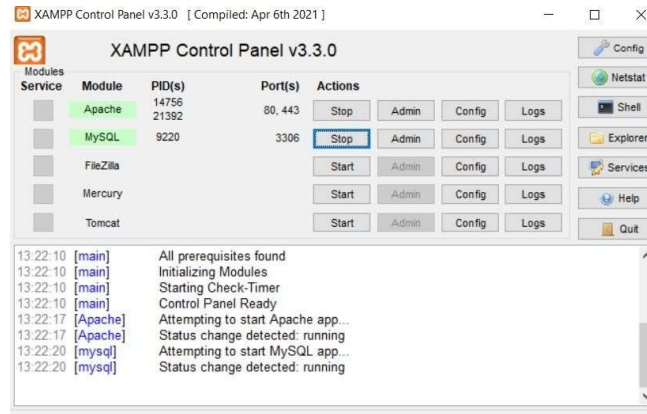 XAMPP Control Panel v3.3.0 [ Compiled: Apr 6th 2021 ]
XAMPP Control Panel v3.3.0
Config
Modules
Service Module PID(s) Port(s) Actions
Netstat
Apache 14756 21392 80, 443 Stop Admin Config Logs
Shell
MySQL 9220 3306 Stop Admin Config Logs
Explorer
FileZilla Start Admin Config Logs
Services
Mercury Start Admin Config Logs
Help
Tomcat Start Admin Config Logs
Quit
13:22:10 [main] All prerequisites found
13:22:10 [main] Initializing Modules
13:22:10 [main] Starting Check-Timer
13:22:10 [main] Control Panel Ready
13:22:17 [Apache] Attempting to start Apache app...
13:22:17 [Apache] Status change detected: running
13:22:20 [mysql] Attempting to start MySQL app...
13:22:20 [mysql] Status change detected: running